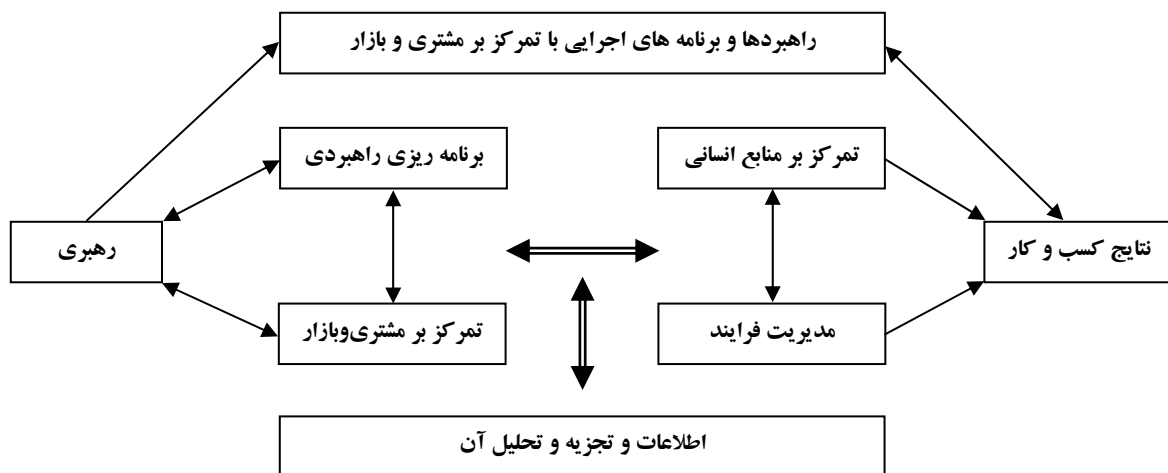 راهبردها و برنامه های اجرایی با تمرکز بر مشتری و بازار
تمرکز بر منابع انسانی
برنامه ریزی راهبردی
نتایج کسب و کار
رهبری
مدیریت فرایند
تمرکز بر مشتری‌وبازار
اطلاعات و تجزیه و تحلیل آن